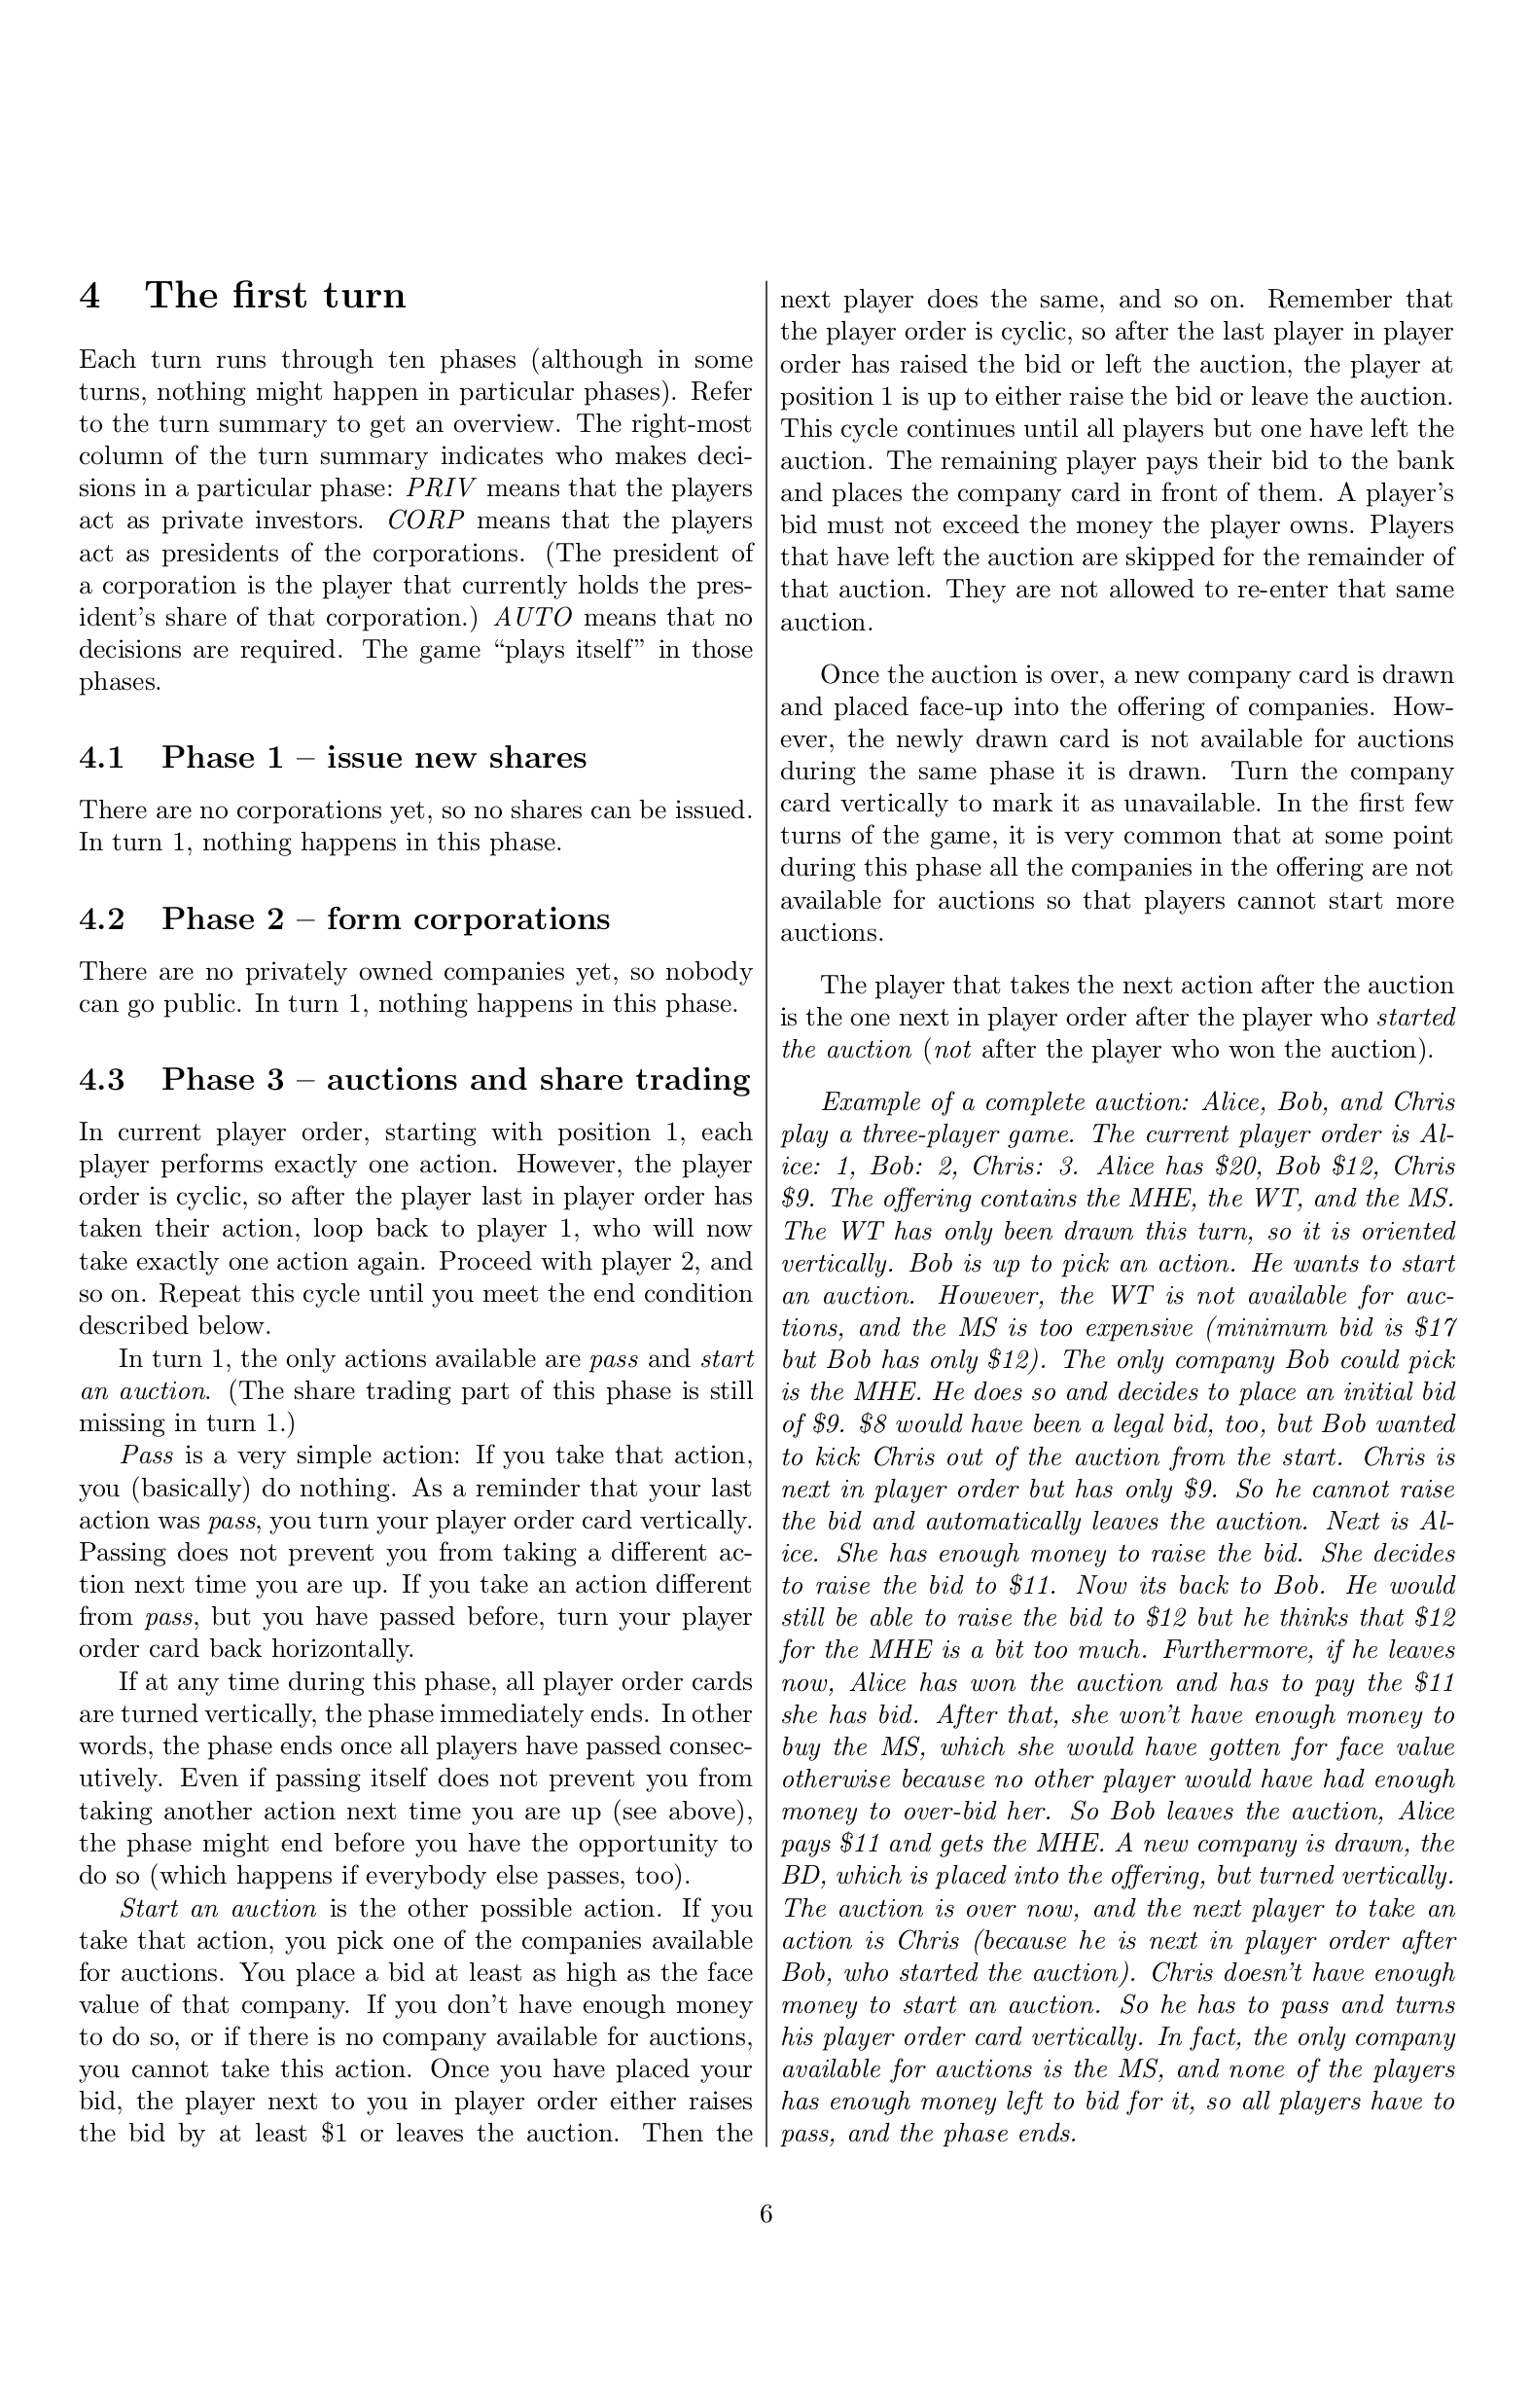 4 The first turn
Each turn runs through ten phases (although in some
turns, nothing might happen in particular phases). Refer
to the turn summary to get an overview. The right-most
column of the turn summary indicates who makes deci-
sions in a particular phase: PRIV means that the players
act as private investors. CORP means that the players
act as presidents of the corporations. (The president of
a corporation is the player that currently holds the pres-
ident's share of that corporation.) AUTO means that no
decisions are required. The game “plays itself” in those
phases.
4.1 Phase 1 – issue new shares
There are no corporations yet, so no shares can be issued.
In turn 1, nothing happens in this phase.
4.2 Phase 2 – form corporations
There are no privately owned companies yet, so nobody
can go public. In turn 1, nothing happens in this phase.
4.3 Phase 3 – auctions and share trading
In current player order, starting with position 1, each
player performs exactly one action. However, the player
order is cyclic, so after the player last in player order has
taken their action, loop back to player 1, who will now
take exactly one action again. Proceed with player 2, and
so on. Repeat this cycle until you meet the end condition
described below.
In turn 1, the only actions available are pass and start
an auction. (The share trading part of this phase is still
missing in turn 1.)
Pass is a very simple action: If you take that action,
you (basically) do nothing. As a reminder that your last
action was pass, you turn your player order card vertically.
Passing does not prevent you from taking a different ac-
tion next time you are up. If you take an action different
from pass, but you have passed before, turn your player
order card back horizontally.
If at any time during this phase, all player order cards
are turned vertically, the phase immediately ends. In other
words, the phase ends once all players have passed consec-
utively. Even if passing itself does not prevent you from
taking another action next time you are up (see above),
the phase might end before you have the opportunity to
do so (which happens if everybody else passes, too).
Start an auction is the other possible action. If you
take that action, you pick one of the companies available
for auctions. You place a bid at least as high as the face
value of that company. If you don't have enough money
to do so, or if there is no company available for auctions,
you cannot take this action. Once you have placed your
bid, the player next to you in player order either raises
the bid by at least $1 or leaves the auction. Then the
next player does the same, and so on. Remember that
the player order is cyclic, so after the last player in player
order has raised the bid or left the auction, the player at
position 1 is up to either raise the bid or leave the auction.
This cycle continues until all players but one have left the
auction. The remaining player pays their bid to the bank
and places the company card in front of them. A player's
bid must not exceed the money the player owns. Players
that have left the auction are skipped for the remainder of
that auction. They are not allowed to re-enter that same
auction.
Once the auction is over, a new company card is drawn
and placed face-up into the offering of companies. How-
ever, the newly drawn card is not available for auctions
during the same phase it is drawn. Turn the company
card vertically to mark it as unavailable. In the first few
turns of the game, it is very common that at some point
during this phase all the companies in the offering are not
available for auctions so that players cannot start more
auctions.
The player that takes the next action after the auction
is the one next in player order after the player who started
the auction (not after the player who won the auction).
Example of a complete auction: Alice, Bob, and Chris
play a three-player game. The current player order is Al-
ice: 1, Bob: 2, Chris: 3. Alice has $20, Bob $12, Chris
$9. The offering contains the MHE, the WT, and the MS.
The WT has only been drawn this turn, so it is oriented
vertically. Bob is up to pick an action. He wants to start
an auction. However, the WT is not available for auc-
tions, and the MS is too expensive (minimum bid is $17
but Bob has only $12). The only company Bob could pick
is the MHE. He does so and decides to place an initial bid
of $9. $8 would have been a legal bid, too, but Bob wanted
to kick Chris out of the auction from the start. Chris is
next in player order but has only $9. So he cannot raise
the bid and automatically leaves the auction. Next is Al-
ice. She has enough money to raise the bid. She decides
to raise the bid to $11. Now its back to Bob. He would
still be able to raise the bid to $12 but he thinks that $12
for the MHE is a bit too much. Furthermore, if he leaves
now, Alice has won the auction and has to pay the $11
she has bid. After that, she won't have enough money to
buy the MS, which she would have gotten for face value
otherwise because no other player would have had enough
money to over-bid her. So Bob leaves the auction, Alice
pays $11 and gets the MHE. A new company is drawn, the
BD, which is placed into the offering, but turned vertically.
The auction is over now, and the next player to take an
action is Chris (because he is next in player order after
Bob, who started the auction). Chris doesn't have enough
money to start an auction. So he has to pass and turns
his player order card vertically. In fact, the only company
available for auctions is the MS, and none of the players
has enough money left to bid for it, so all players have to
pass, and the phase ends.
6